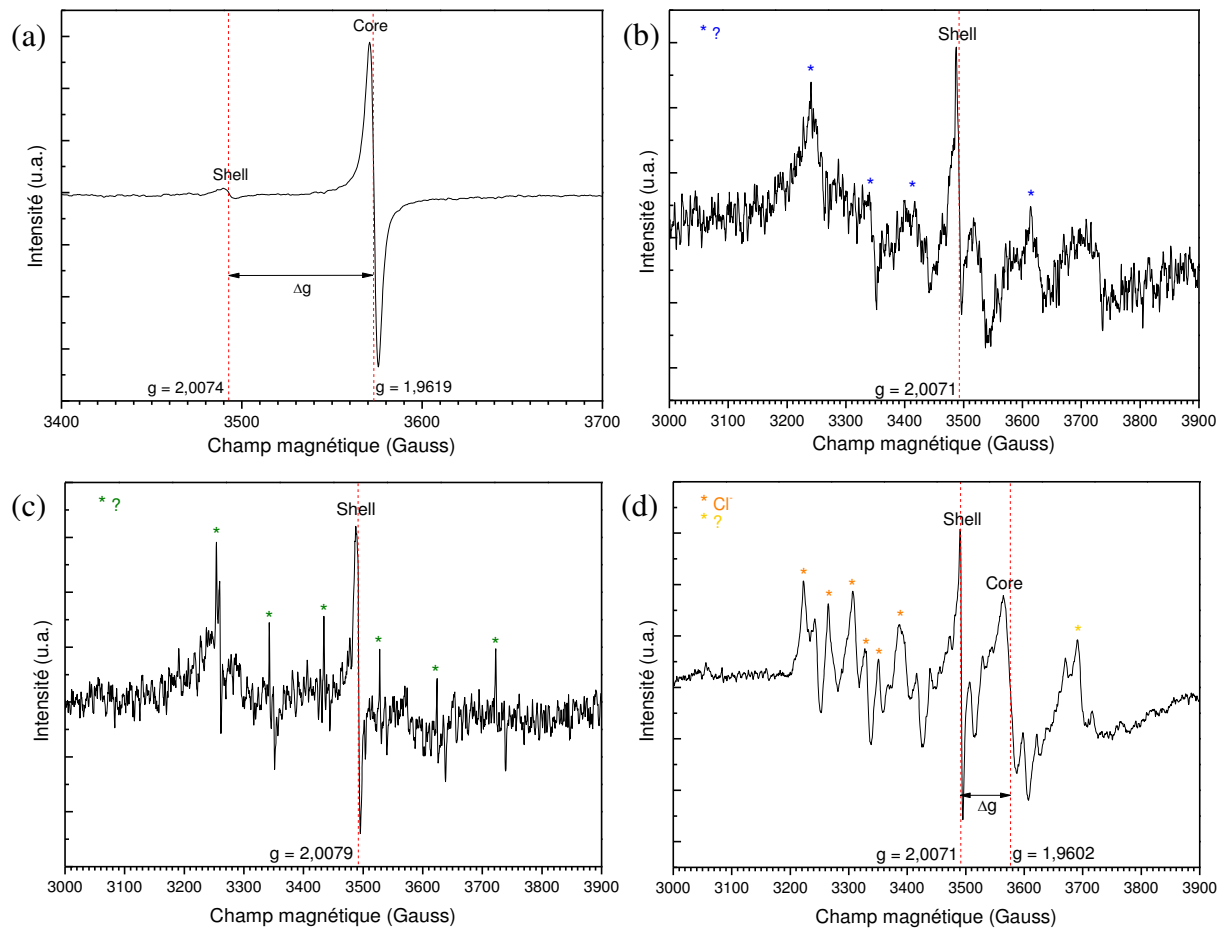 (a)
Core
Shell
Δg
g = 2,0074
g = 1,9619
Intensité (u.a.)
3400
3500
3600
3700
Champ magnétique (Gauss)
(b)
* ?
*
Shell
*
*
*
g = 2,0071
Intensité (u.a.)
3000 3100 3200 3300 3400 3500 3600 3700 3800 3900
Champ magnétique (Gauss)
(c)
* ?
Shell
*
*
*
*
*
*
g = 2,0079
Intensité (u.a.)
3000 3100 3200 3300 3400 3500 3600 3700 3800 3900
Champ magnétique (Gauss)
(d)
* Cl-
* ?
Shell
Core
*
*
*
*
*
*
*
Δg
g = 2,0071
g = 1,9602
Intensité (u.a.)
3000 3100 3200 3300 3400 3500 3600 3700 3800 3900
Champ magnétique (Gauss)